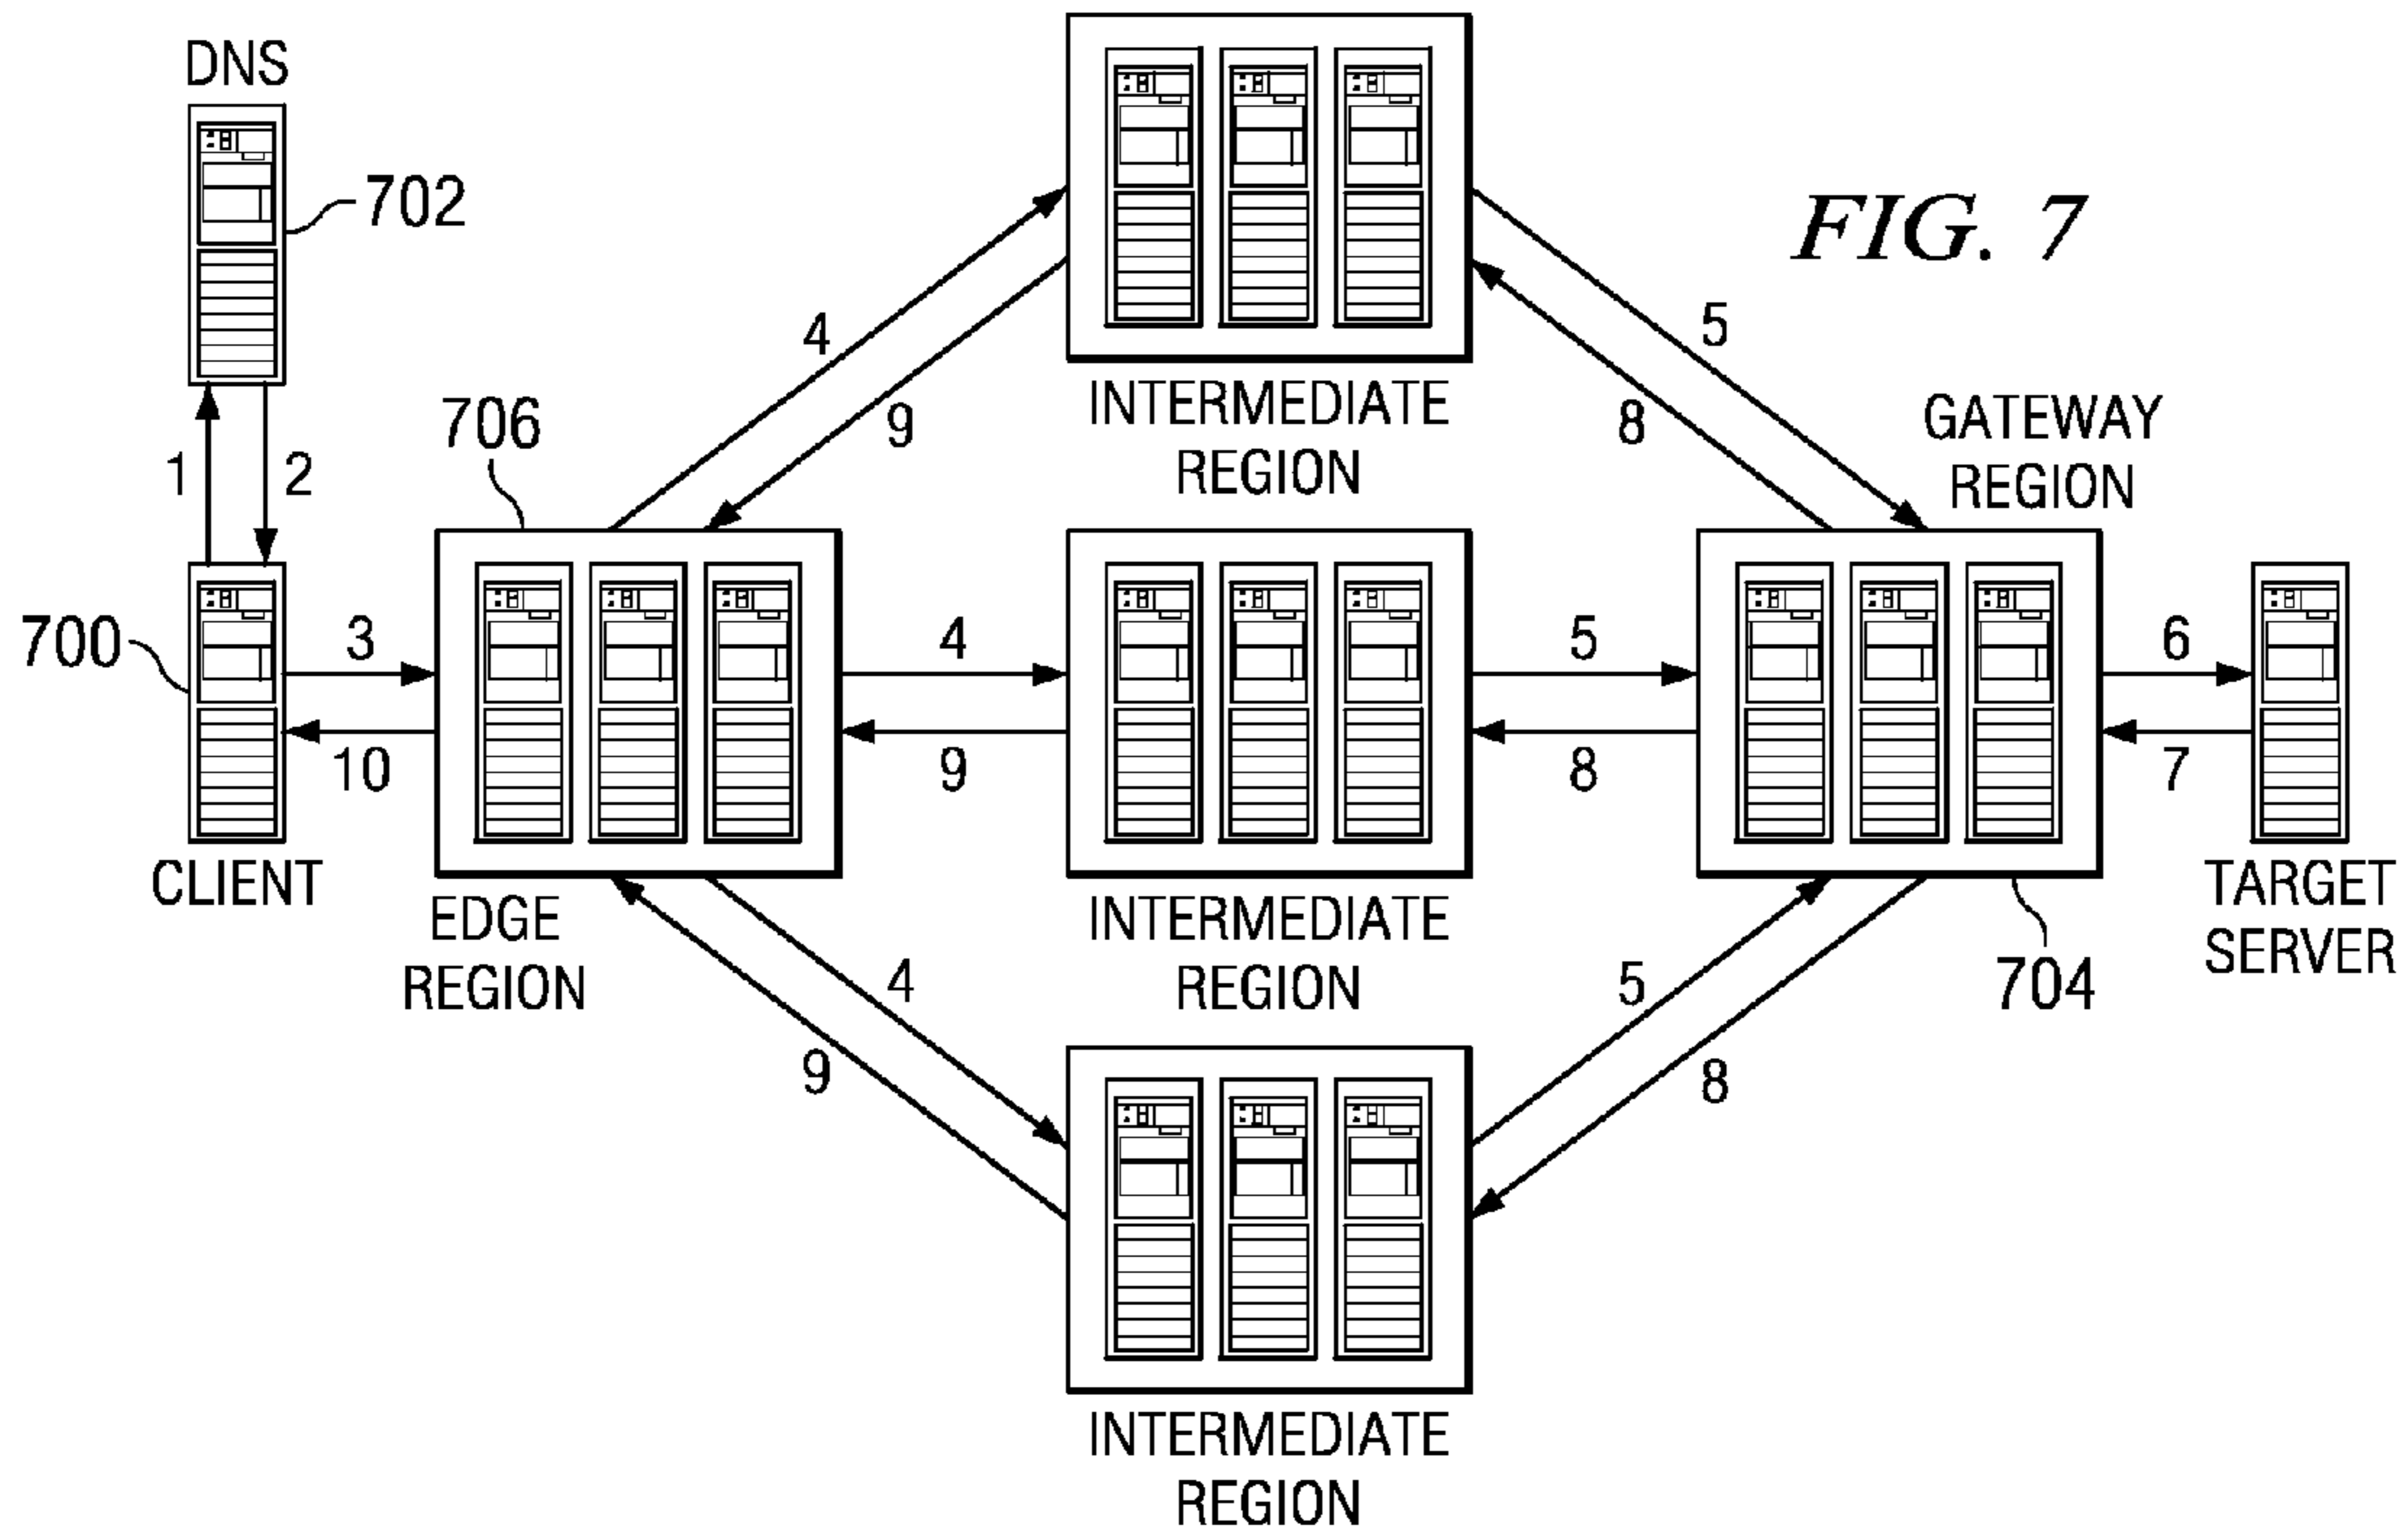 DNS
702
FIG. 7
4
5
INTERMEDIATE
REGION
9
8
GATEWAY
REGION
706
1
2
700
3
4
5
6
10
9
8
7
CLIENT
EDGE
REGION
INTERMEDIATE
REGION
TARGET
SERVER
704
4
5
9
8
INTERMEDIATE
REGION